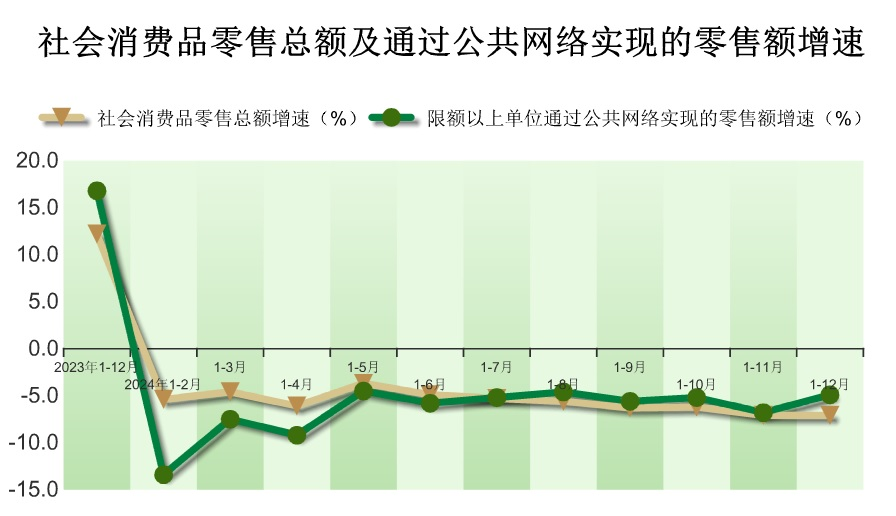 社会消费品零售总额及通过公共网络实现的零售额增速
社会消费品零售总额增速（%） 限额以上单位通过公共网络实现的零售额增速（%）
20.0
15.0
10.0
5.0
0.0
2023年1-12月 1-3月 1-5月 1-7月 1-9月 1-11月
2024年1-2月 1-4月 1-6月 1-8月 1-10月 1-12月
-5.0
-10.0
-15.0